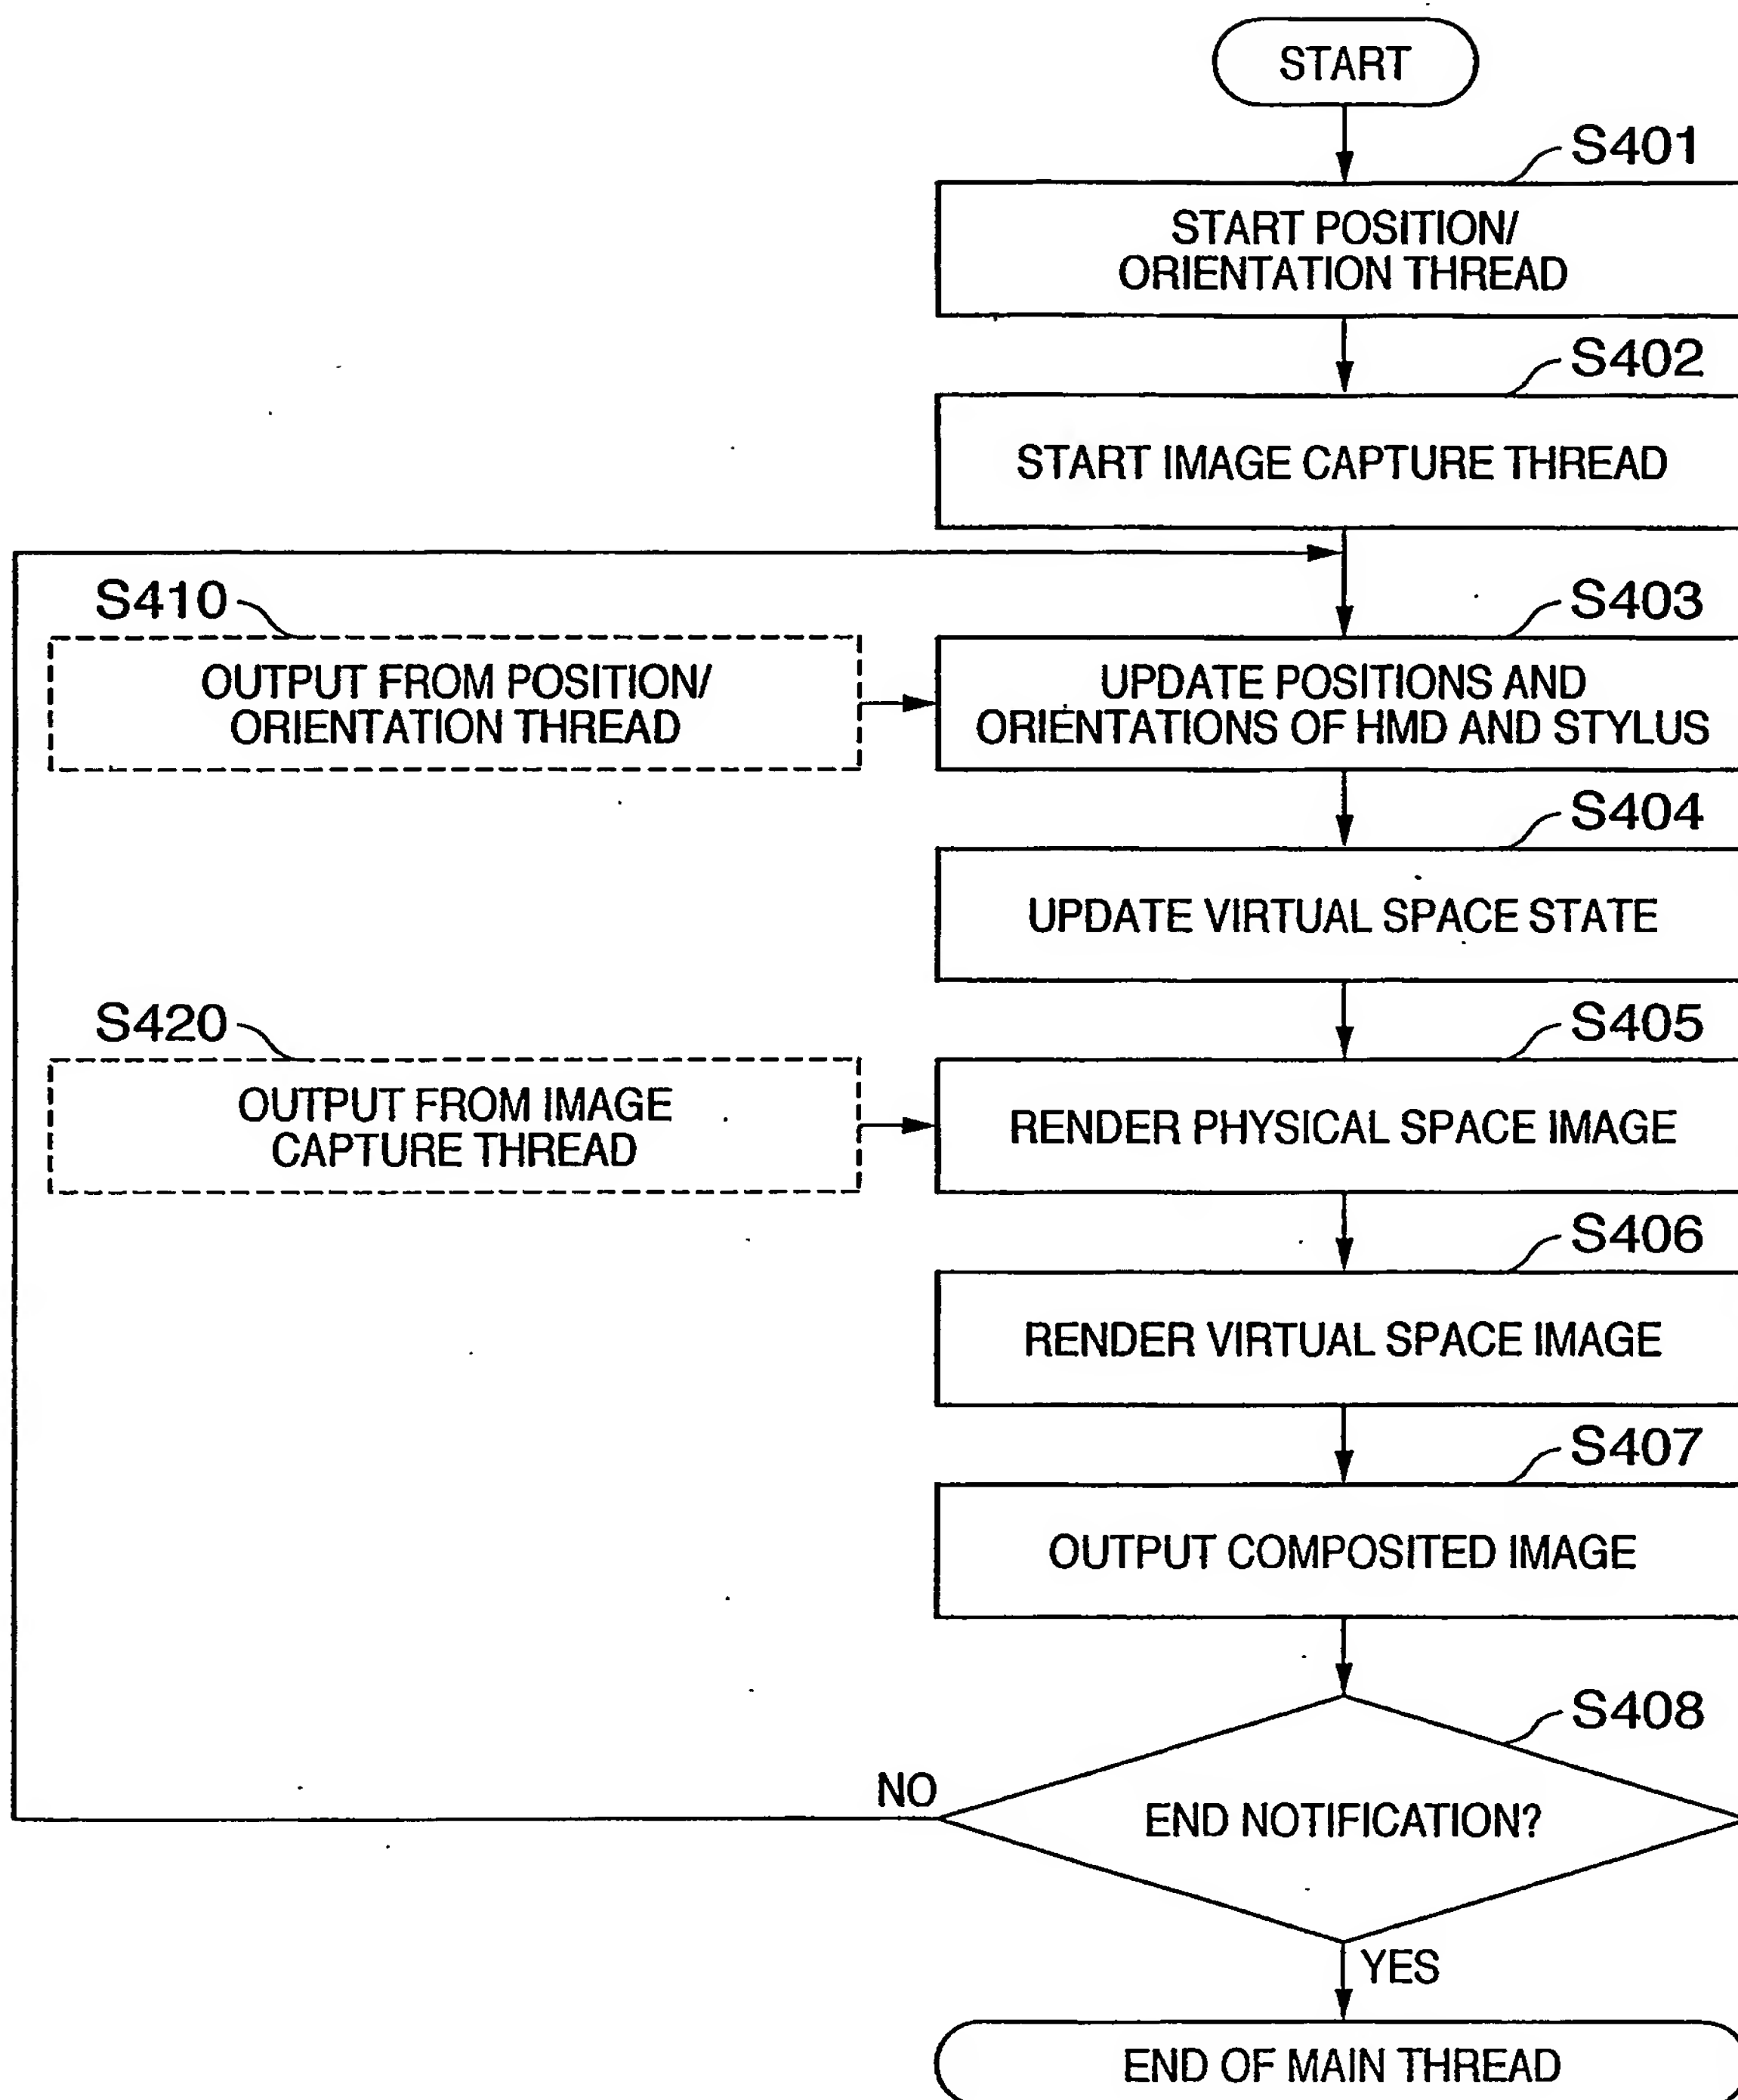 START
S401
START POSITION/
ORIENTATION THREAD
S402
START IMAGE CAPTURE THREAD
S410
OUTPUT FROM POSITION/
ORIENTATION THREAD
S403
UPDATE POSITIONS AND
ORIENTATIONS OF HMD AND STYLUS
S404
UPDATE VIRTUAL SPACE STATE
S420
OUTPUT FROM IMAGE
CAPTURE THREAD
S405
RENDER PHYSICAL SPACE IMAGE
S406
RENDER VIRTUAL SPACE IMAGE
S407
OUTPUT COMPOSITED IMAGE
S408
NO
END NOTIFICATION?
YES
END OF MAIN THREAD